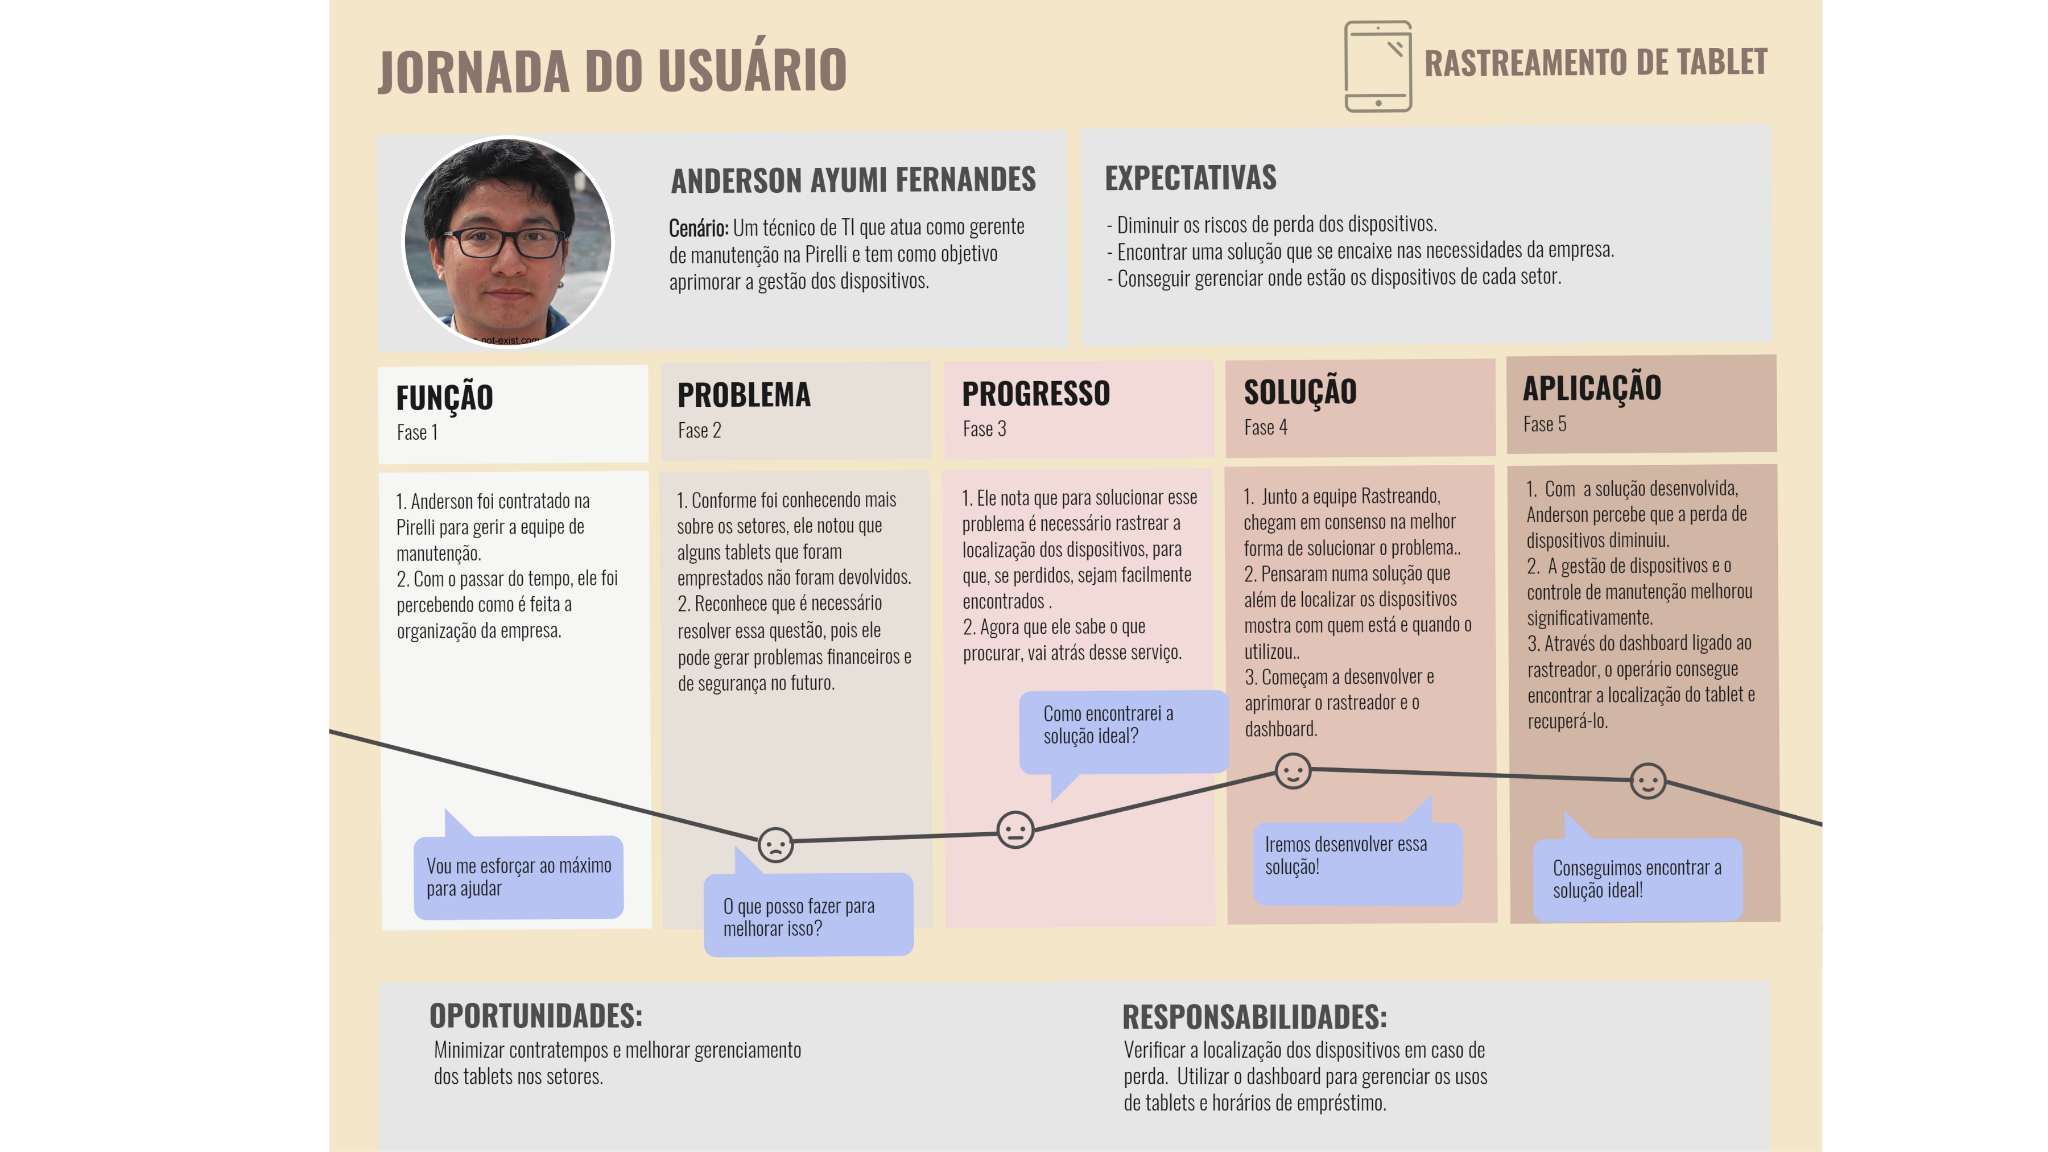 JORNADA DO USUÁRIO
RASTREAMENTO DE TABLET
ANDERSON AYUMI FERNANDES
Cenário: Um técnico de TI que atua como gerente
de manutenção na Pirelli e tem como objetivo
aprimorar a gestão dos dispositivos.
not-exist.com
EXPECTATIVAS
- Diminuir os riscos de perda dos dispositivos.
- Encontrar uma solução que se encaixe nas necessidades da empresa.
- Conseguir gerenciar onde estão os dispositivos de cada setor.
FUNÇÃO
Fase 1
1. Anderson foi contratado na
Pirelli para gerir a equipe de
manutenção.
2. Com o passar do tempo, ele foi
percebendo como é feita a
organização da empresa.
Vou me esforçar ao máximo
para ajudar
PROBLEMA
Fase 2
1. Conforme foi conhecendo mais
sobre os setores, ele notou que
alguns tablets que foram
emprestados não foram devolvidos.
2. Reconhece que é necessário
resolver essa questão, pois ele
pode gerar problemas financeiros e
de segurança no futuro.
O que posso fazer para
melhorar isso?
PROGRESSO
Fase 3
1. Ele nota que para solucionar esse
problema é necessário rastrear a
localização dos dispositivos, para
que, se perdidos, sejam facilmente
encontrados .
2. Agora que ele sabe o que
procurar, vai atrás desse serviço.
Como encontrarei a
solução ideal?
SOLUÇÃO
Fase 4
1.  Junto a equipe Rastreando,
chegam em consenso na melhor
forma de solucionar o problema..
2. Pensaram numa solução que
além de localizar os dispositivos
mostra com quem está e quando o
utilizou..
3. Começam a desenvolver e
aprimorar o rastreador e o
dashboard.
Iremos desenvolver essa
solução!
APLICAÇÃO
Fase 5
1.  Com  a solução desenvolvida,
Anderson percebe que a perda de
dispositivos diminuiu.
2.  A gestão de dispositivos e o
controle de manutenção melhorou
significativamente.
3. Através do dashboard ligado ao
rastreador, o operário consegue
encontrar a localização do tablet e
recuperá-lo.
Conseguimos encontrar a
solução ideal!
OPORTUNIDADES:
Minimizar contratempos e melhorar gerenciamento
dos tablets nos setores.
RESPONSABILIDADES:
Verificar a localização dos dispositivos em caso de
perda.  Utilizar o dashboard para gerenciar os usos
de tablets e horários de empréstimo.